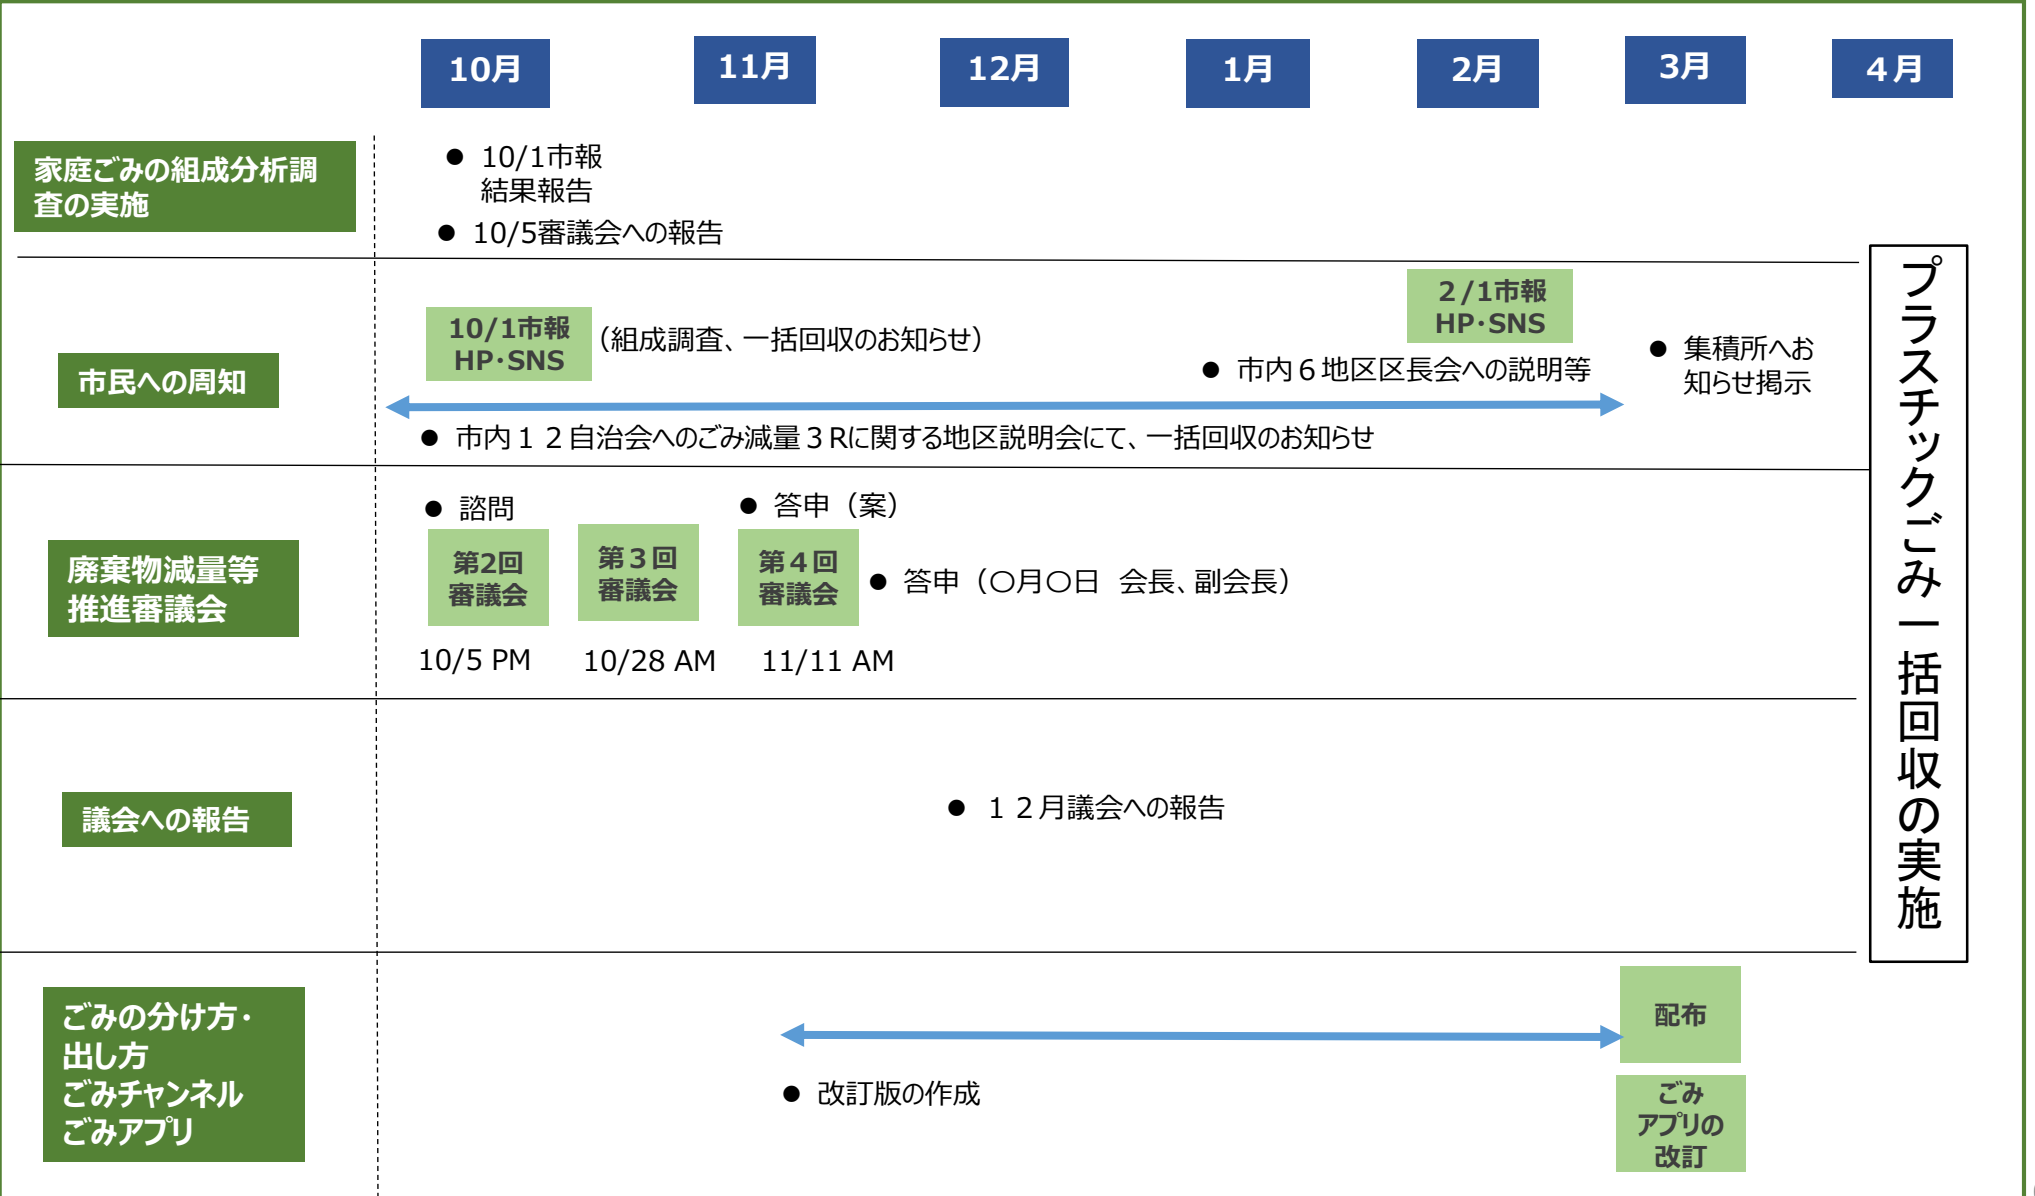 10月
11月
12月
1月
2月
3月
４月
家庭ごみの組成分析調
査の実施
● 10/1市報
結果報告
● 10/5審議会への報告
市民への周知
10/1市報
HP・SNS
（組成調査、一括回収のお知らせ）
２/1市報
HP・SNS
● 市内６地区区長会への説明等
● 集積所へお
知らせ掲示
● 市内１２自治会へのごみ減量３Rに関する地区説明会にて、一括回収のお知らせ
廃棄物減量等
推進審議会
● 諮問
第2回
審議会
10/5 PM
第３回
審議会
10/28 AM
● 答申（案）
第４回
審議会
11/11 AM
● 答申（〇月〇日　会長、副会長）
議会への報告
● １２月議会への報告
ごみの分け方・
出し方
ごみチャンネル
ごみアプリ
● 改訂版の作成
配布
ごみ
アプリの
改訂
プラスチックごみ一括回収の実施